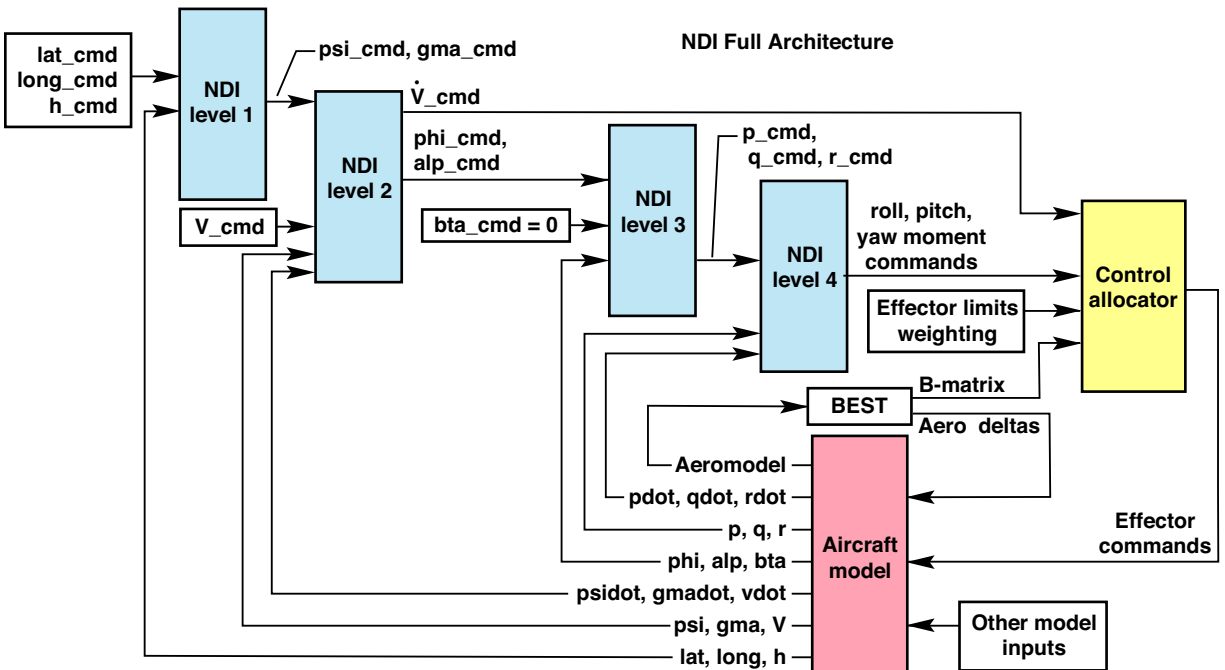 NDI Full Architecture
lat_cmd
long_cmd
h_cmd
NDI
level 1
psi_cmd, gma_cmd
V_cmd
NDI
level 2
V̇_cmd
phi_cmd,
alp_cmd
bta_cmd = 0
NDI
level 3
p_cmd,
q_cmd, r_cmd
NDI
level 4
roll, pitch,
yaw moment
commands
Effector limits
weighting
Control
allocator
B-matrix
BEST
Aero deltas
Aeromodel
pdot, qdot, rdot
p, q, r
phi, alp, bta
psidot, gmadot, vdot
psi, gma, V
lat, long, h
Aircraft
model
Effector
commands
Other model
inputs